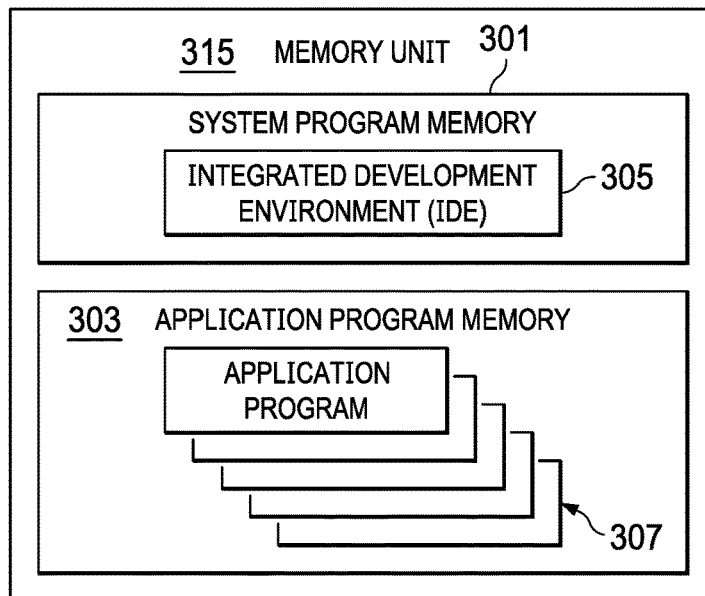 315 MEMORY UNIT 301
SYSTEM PROGRAM MEMORY
INTEGRATED DEVELOPMENT
ENVIRONMENT (IDE)
305
303 APPLICATION PROGRAM MEMORY
APPLICATION
PROGRAM
307